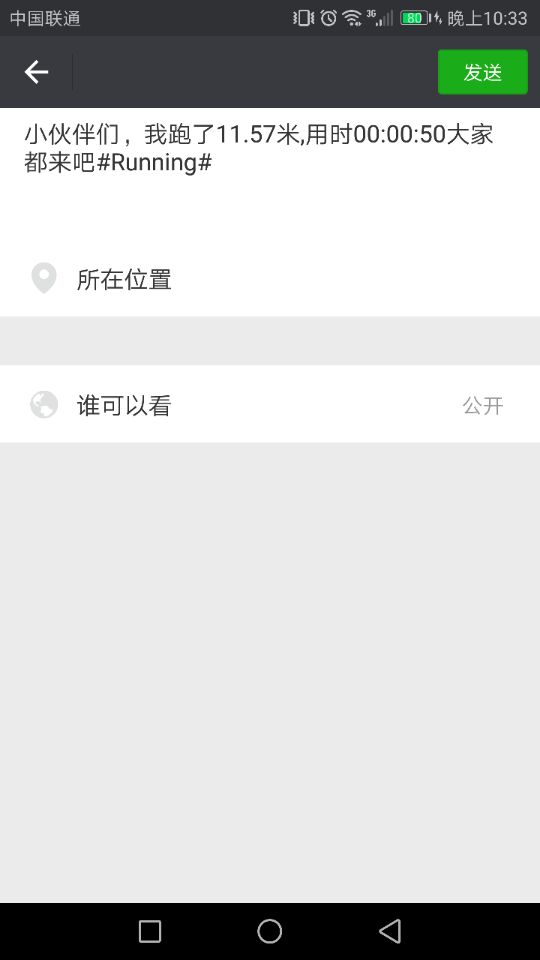 中国联通 3G 80 晚上10:33
发送
小伙伴们，我跑了11.57米,用时00:00:50大家
都来吧#Running#
所在位置
谁可以看 公开